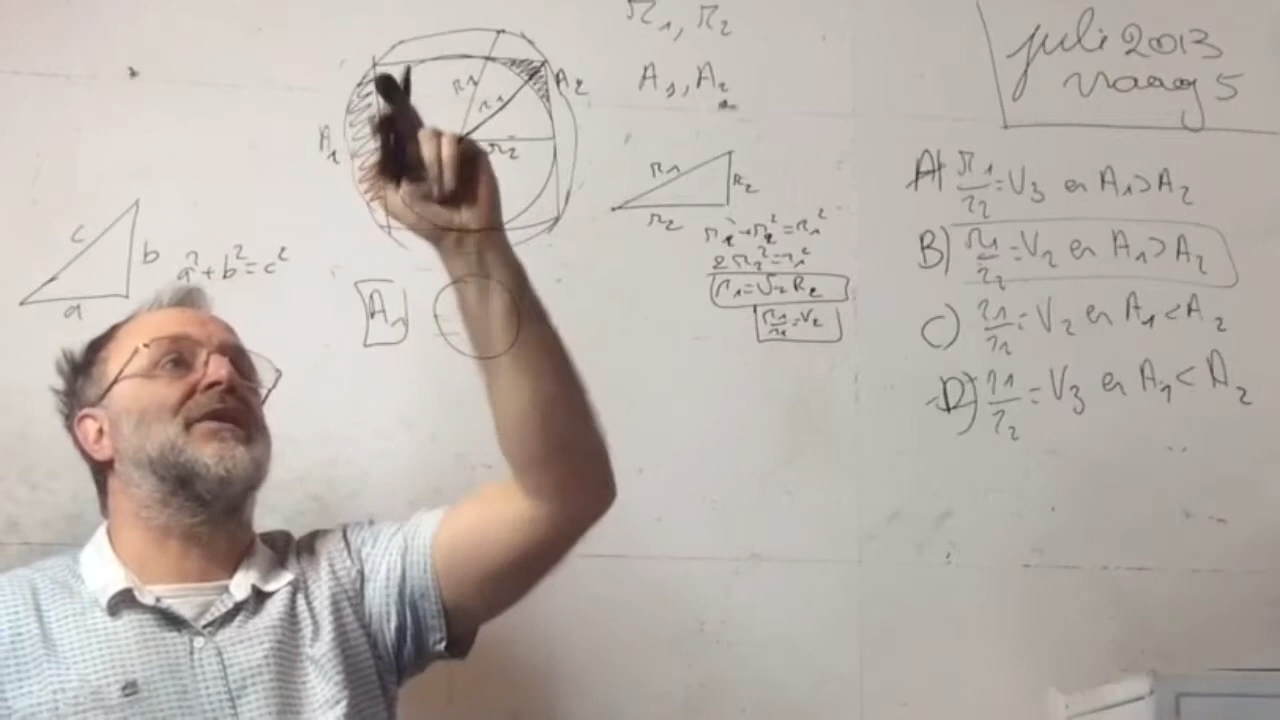 r1, r2
A1, A2
juli 2013
vraag 5
A1
A2
r1
r1
r2
c
b
a
a²+b²=c²
r1
r2
r2
r2²+r2²=r1²
2r2²=r1²
r1=√2 r2
A1
A) r1/r2=√3 en A1>A2
B) r1/r2=√2 en A1>A2
C) r1/r2=√2 en A1<A2
D) r1/r2=√3 en A1<A2